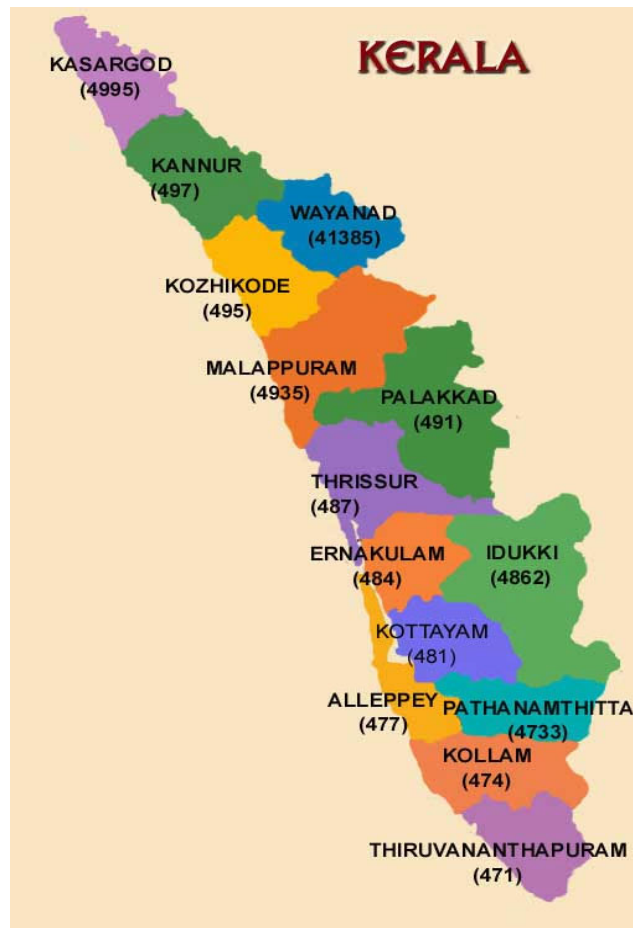 KERALA
KASARGOD
(4995)
KANNUR
(497)
WAYANAD
(41385)
KOZHIKODE
(495)
MALAPPURAM
(4935)
PALAKKAD
(491)
THRISSUR
(487)
ERNAKULAM
(484)
IDUKKI
(4862)
KOTTAYAM
(481)
ALLEPPEY
(477)
PATHANAMTHITTA
(4733)
KOLLAM
(474)
THIRUVANANTHAPURAM
(471)